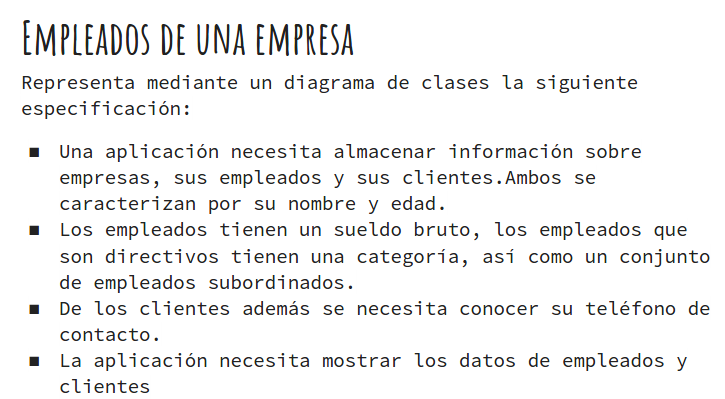 Empleados de una empresa
Representa mediante un diagrama de clases la siguiente
especificación:
▪ Una aplicación necesita almacenar información sobre
empresas, sus empleados y sus clientes.Ambos se
caracterizan por su nombre y edad.
▪ Los empleados tienen un sueldo bruto, los empleados que
son directivos tienen una categoría, así como un conjunto
de empleados subordinados.
▪ De los clientes además se necesita conocer su teléfono de
contacto.
▪ La aplicación necesita mostrar los datos de empleados y
clientes